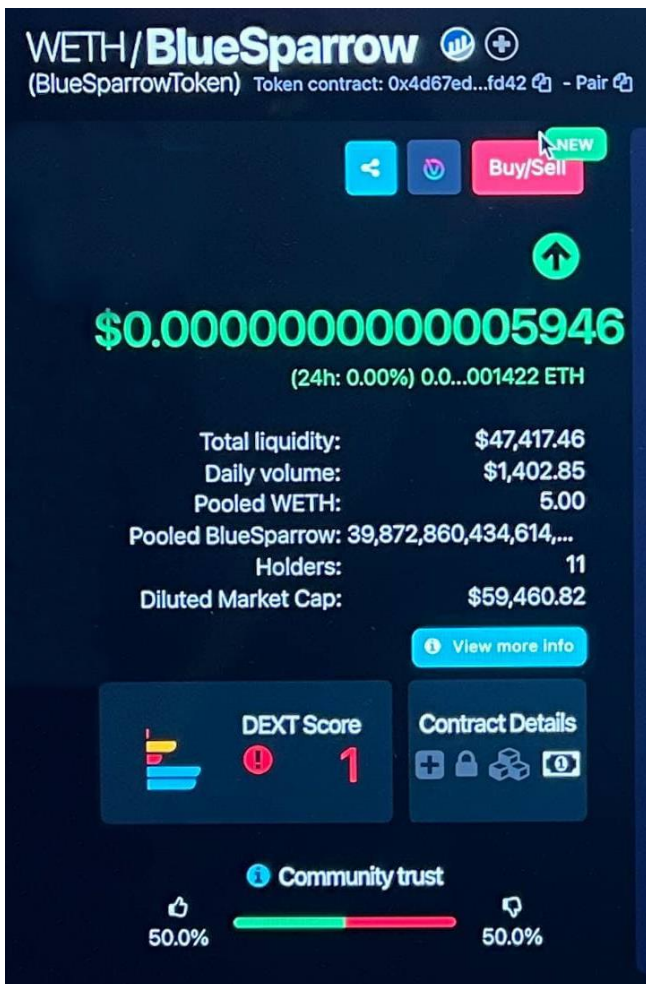 WETH/BlueSparrow
(BlueSparrowToken) Token contract: 0x4d67ed...fd42 - Pair
NEW
Buy/Sell
$0.0000000000005946
(24h: 0.00%) 0.0...001422 ETH
Total liquidity: $47,417.46
Daily volume: $1,402.85
Pooled WETH: 5.00
Pooled BlueSparrow: 39,872,860,434,614,...
Holders: 11
Diluted Market Cap: $59,460.82
View more info
DEXT Score
1
Contract Details
Community trust
50.0% 50.0%